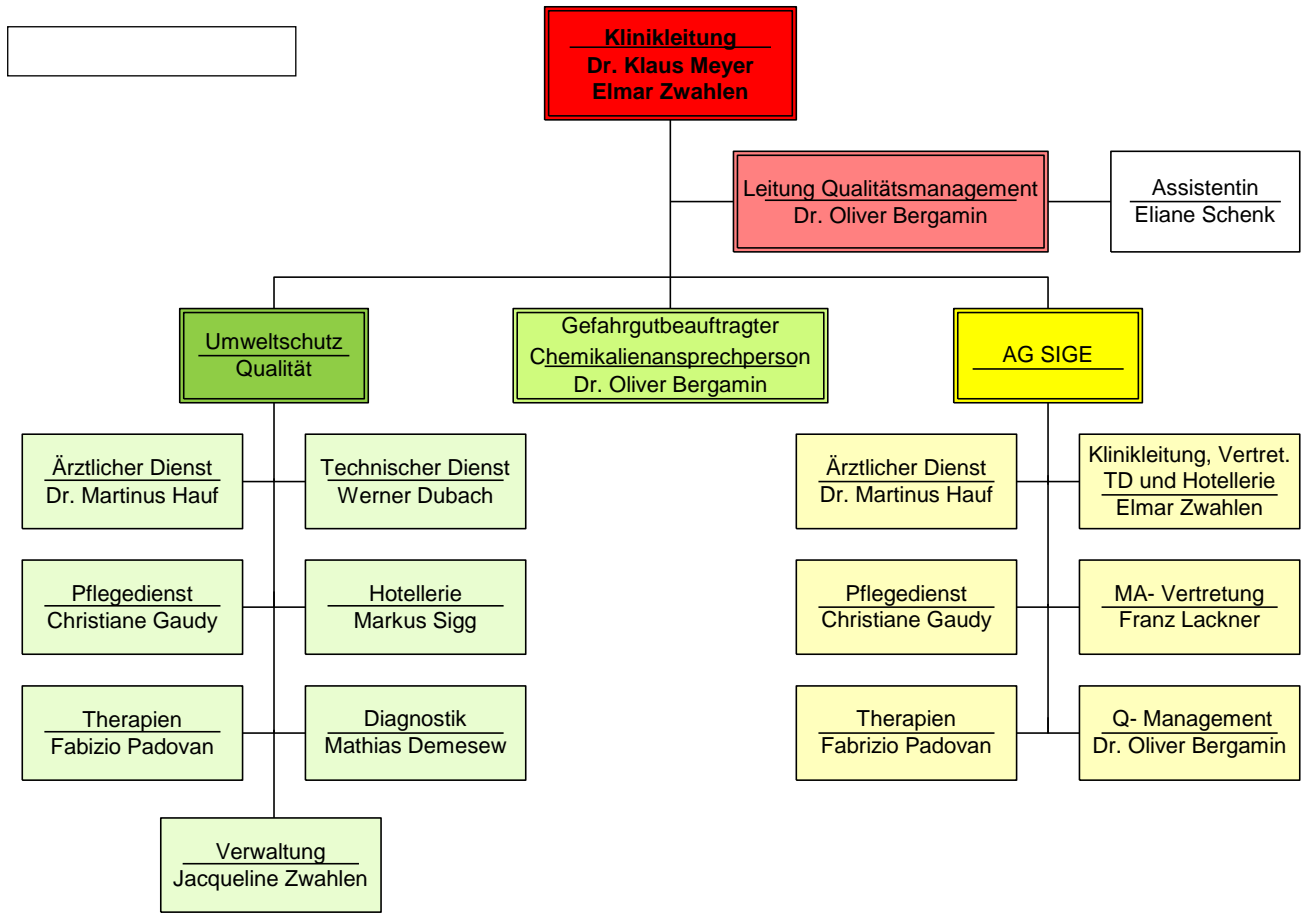 Klinikleitung
Dr. Klaus Meyer
Elmar Zwahlen
Leitung Qualitätsmanagement
Dr. Oliver Bergamin
Assistentin
Eliane Schenk
Umweltschutz
Qualität
Gefahrgutbeauftragter
Chemikalienansprechperson
Dr. Oliver Bergamin
AG SIGE
Ärztlicher Dienst
Dr. Martinus Hauf
Technischer Dienst
Werner Dubach
Ärztlicher Dienst
Dr. Martinus Hauf
Klinikleitung, Vertret.
TD und Hotellerie
Elmar Zwahlen
Pflegedienst
Christiane Gaudy
Hotellerie
Markus Sigg
Pflegedienst
Christiane Gaudy
MA- Vertretung
Franz Lackner
Therapien
Fabizio Padovan
Diagnostik
Mathias Demesew
Therapien
Fabrizio Padovan
Q- Management
Dr. Oliver Bergamin
Verwaltung
Jacqueline Zwahlen